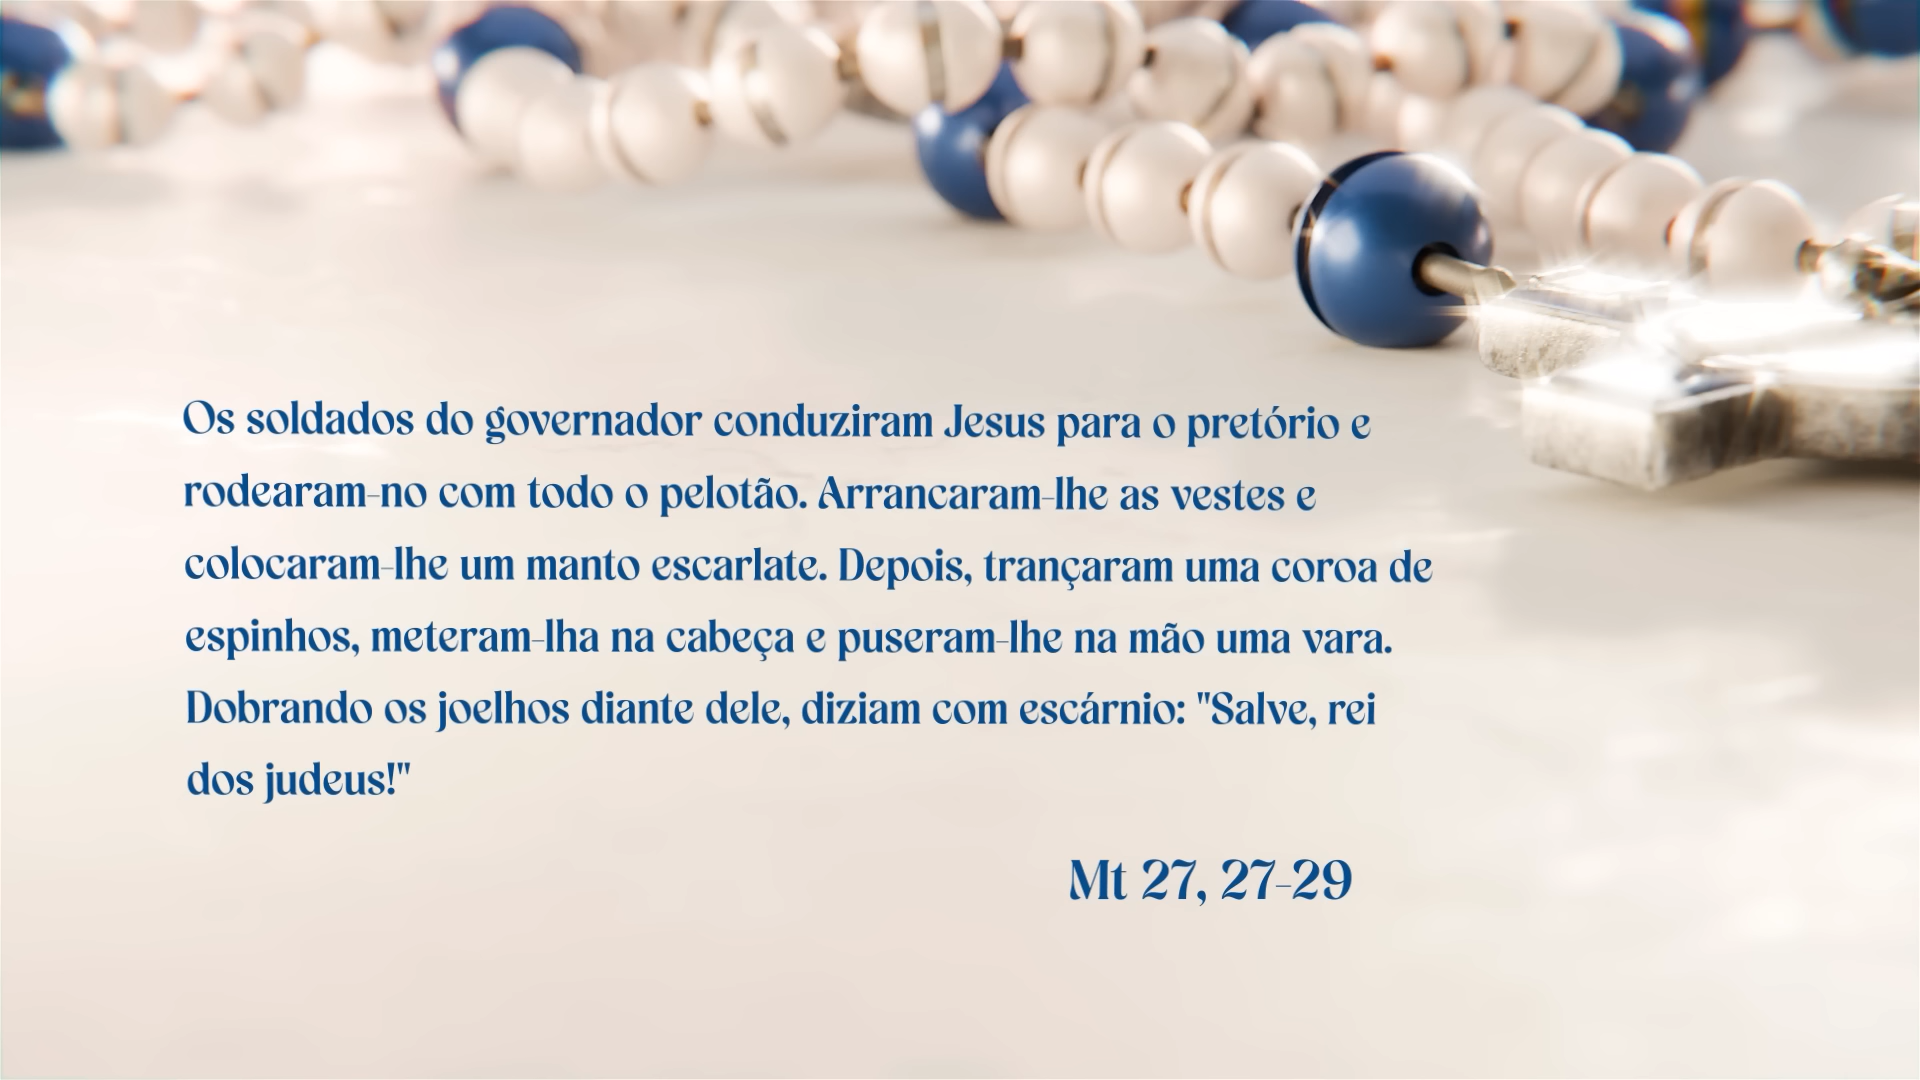 Os soldados do governador conduziram Jesus para o pretório e
rodearam-no com todo o pelotão. Arrancaram-lhe as vestes e
colocaram-lhe um manto escarlate. Depois, trançaram uma coroa de
espinhos, meteram-lha na cabeça e puseram-lhe na mão uma vara.
Dobrando os joelhos diante dele, diziam com escárnio: "Salve, rei
dos judeus!"
Mt 27, 27-29